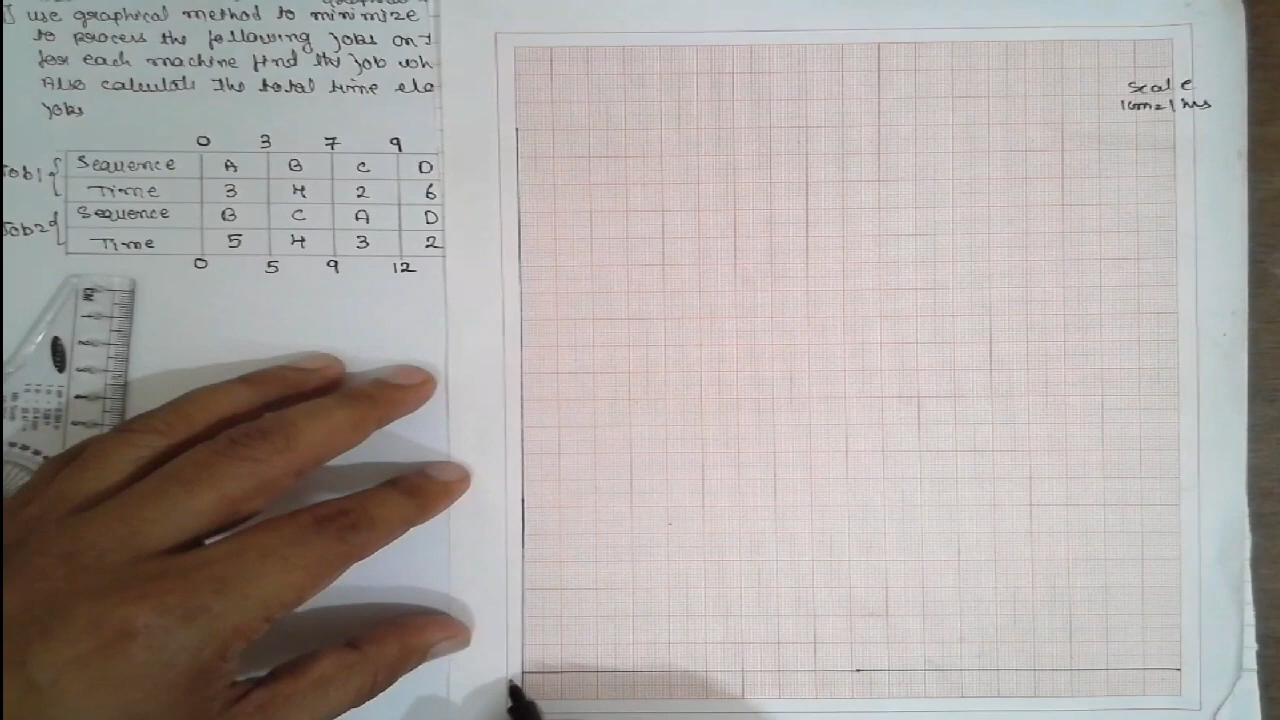 use graphical method to minimize
to process the following jobs on
for each machine find the job wh
Also calculate the total time ela
jobs
0 3 7 9
Job1 Sequence A B C D
Time 3 4 2 6
Job2 Sequence B C A D
Time 5 4 3 2
0 5 9 12
Scale
1cm=1hrs